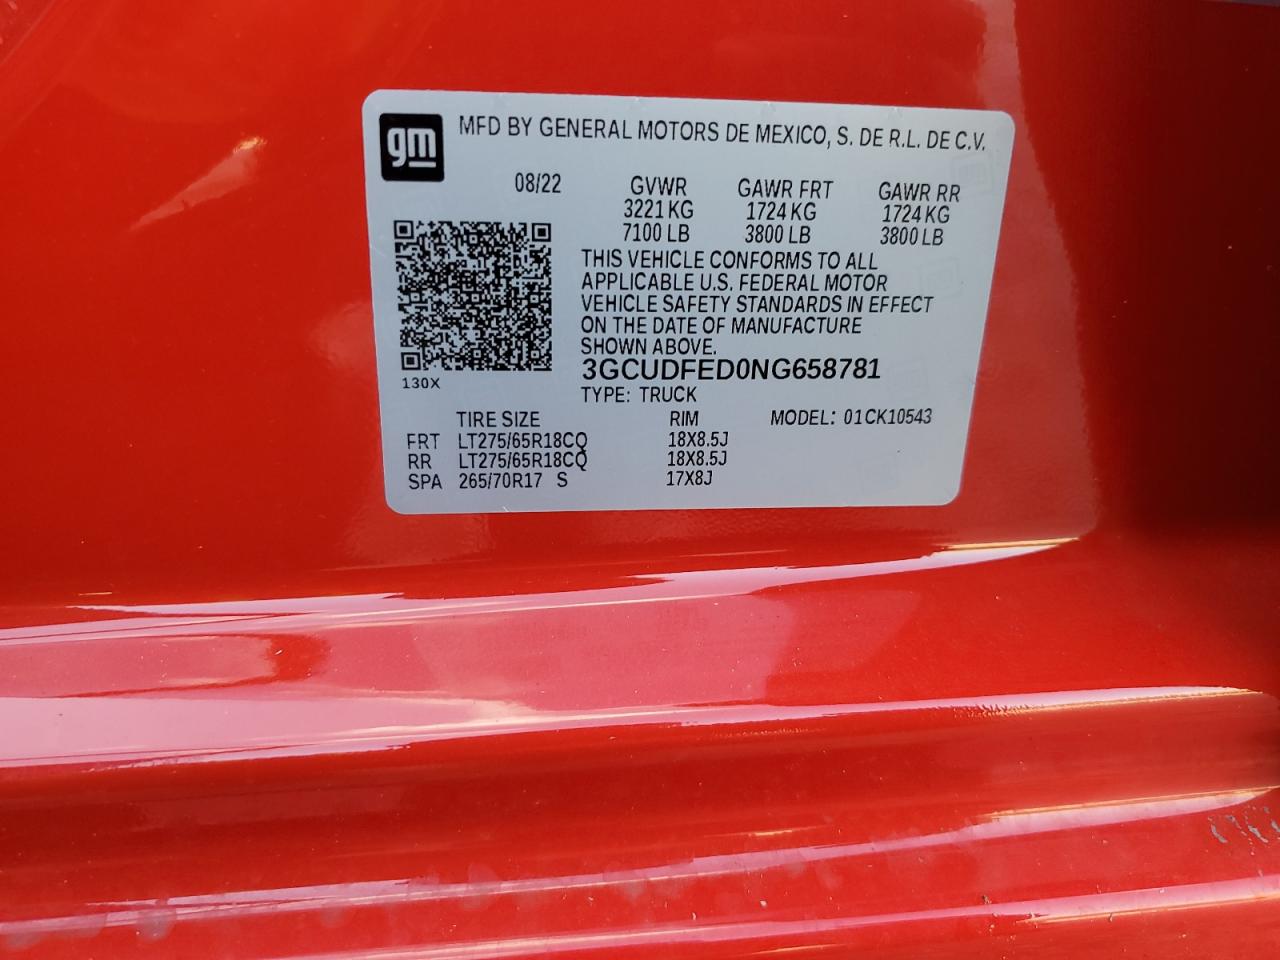 gm MFD BY GENERAL MOTORS DE MEXICO, S. DE R.L. DE C.V.
08/22 GVWR GAWR FRT GAWR RR
3221 KG 1724 KG 1724 KG
7100 LB 3800 LB 3800 LB
THIS VEHICLE CONFORMS TO ALL
APPLICABLE U.S. FEDERAL MOTOR
VEHICLE SAFETY STANDARDS IN EFFECT
ON THE DATE OF MANUFACTURE
SHOWN ABOVE.
3GCUDFED0NG658781
130X
TYPE: TRUCK
TIRE SIZE RIM MODEL: 01CK10543
FRT LT275/65R18CQ 18X8.5J
RR LT275/65R18CQ 18X8.5J
SPA 265/70R17 S 17X8J